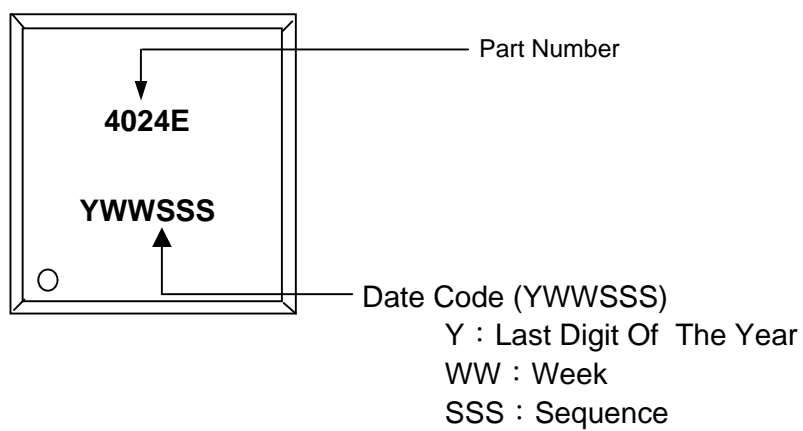 Part Number
4024E
YWWSSS
Date Code (YWWSSS)
Y：Last Digit Of The Year
WW：Week
SSS：Sequence